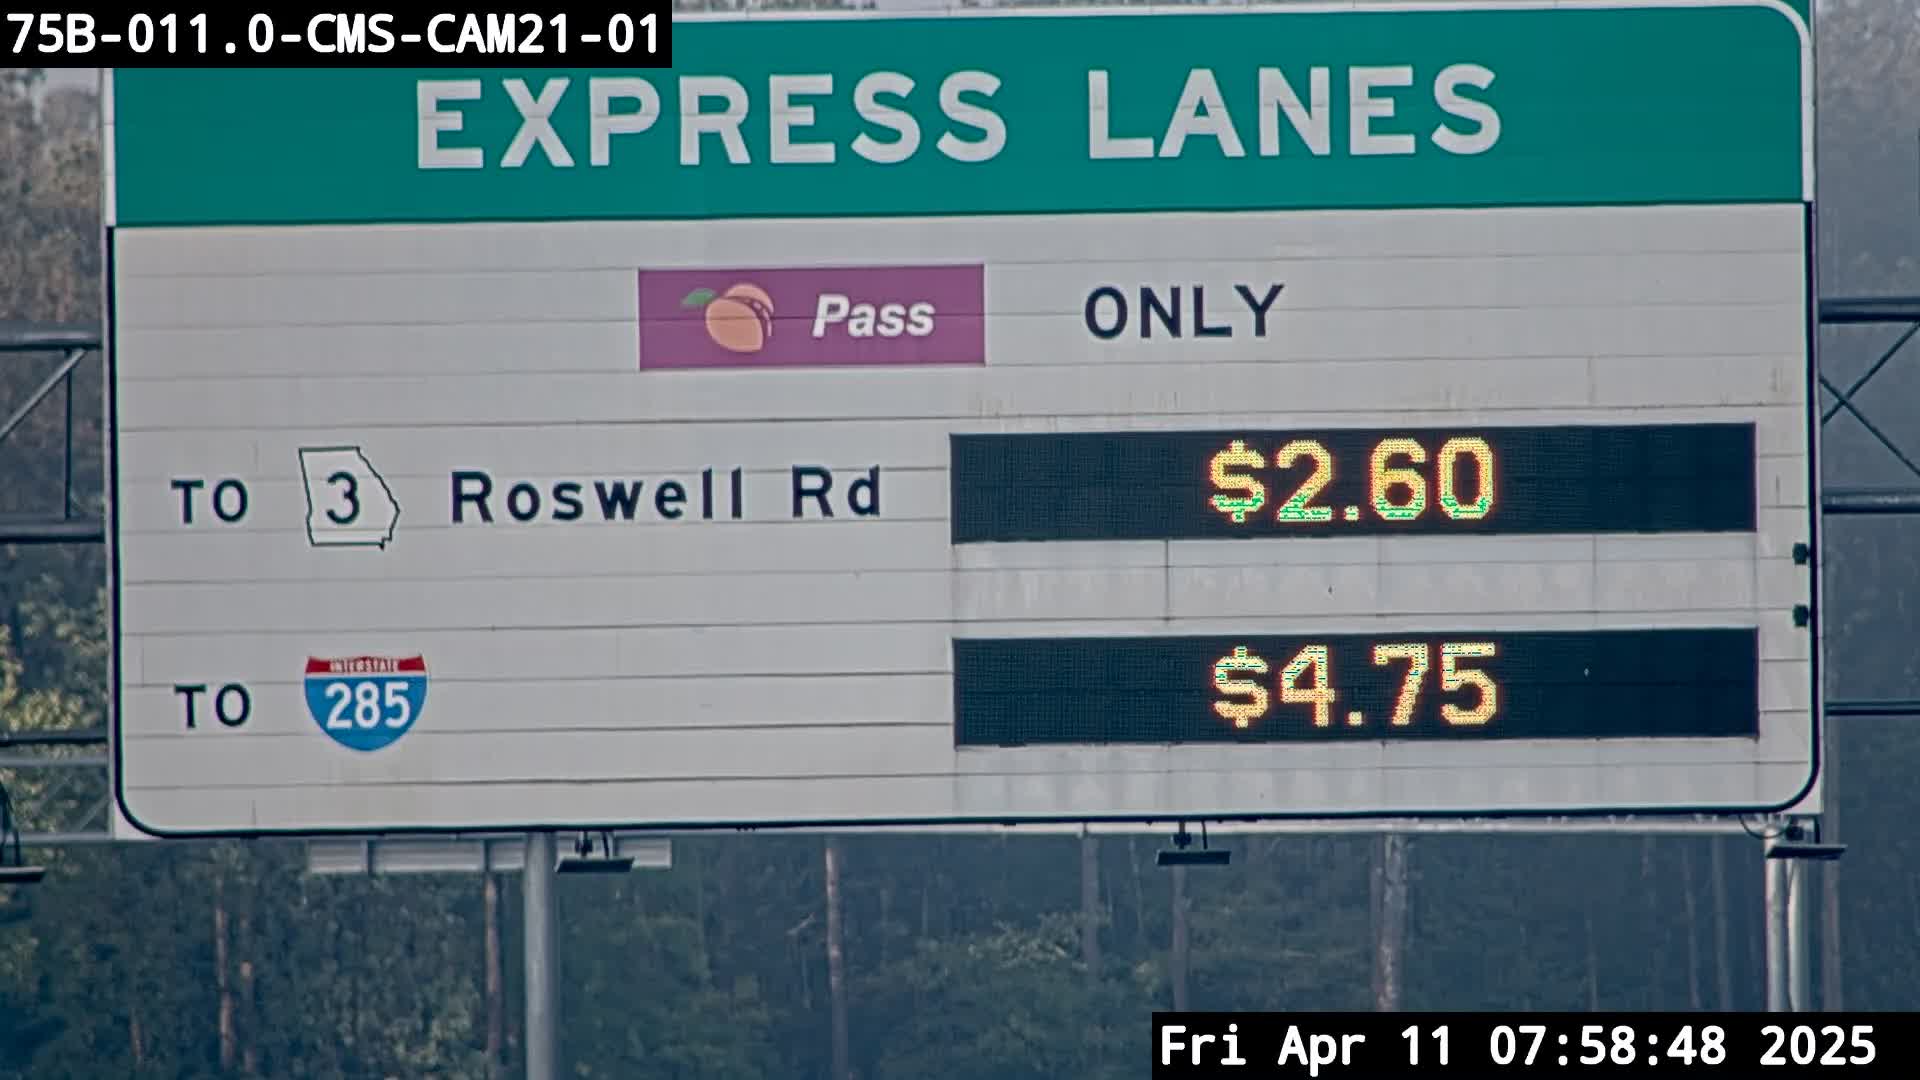 75B-011.0-CMS-CAM21-01
EXPRESS LANES
Pass ONLY
TO 3 Roswell Rd $2.60
TO INTERSTATE 285 $4.75
Fri Apr 11 07:58:48 2025